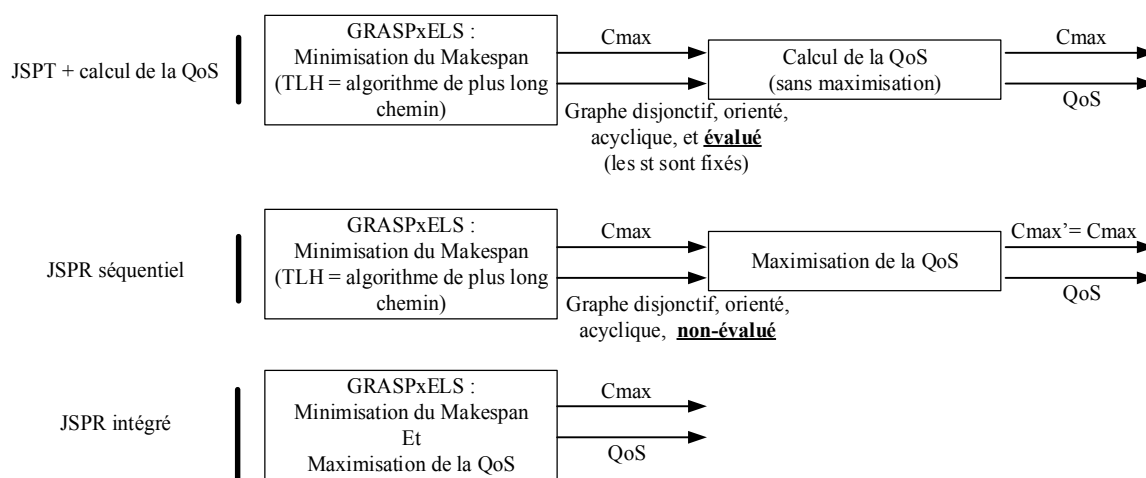 JSPT + calcul de la QoS
GRASPxELS :
Minimisation du Makespan
(TLH = algorithme de plus long
chemin)
Cmax
Graphe disjonctif, orienté,
acyclique, et évalué
(les st sont fixés)
Calcul de la QoS
(sans maximisation)
Cmax
QoS
JSPR séquentiel
GRASPxELS :
Minimisation du Makespan
(TLH = algorithme de plus long
chemin)
Cmax
Graphe disjonctif, orienté,
acyclique, non-évalué
Maximisation de la QoS
Cmax’= Cmax
QoS
JSPR intégré
GRASPxELS :
Minimisation du Makespan
Et
Maximisation de la QoS
Cmax
QoS